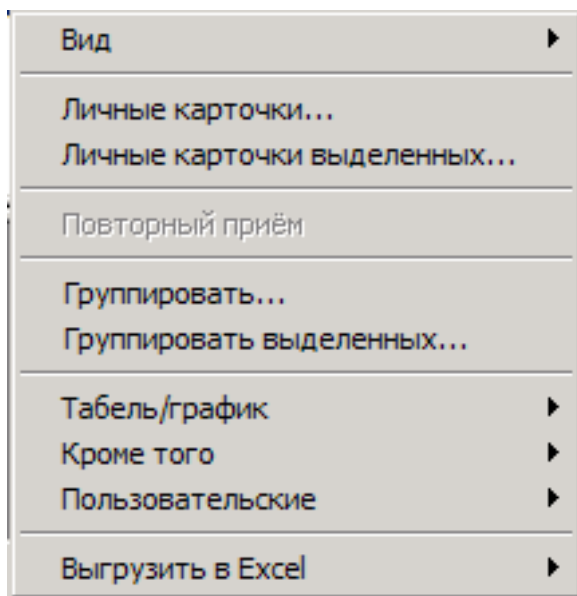 Вид
Личные карточки...
Личные карточки выделенных...
Повторный приём
Группировать...
Группировать выделенных...
Табель/график
Кроме того
Пользовательские
Выгрузить в Excel